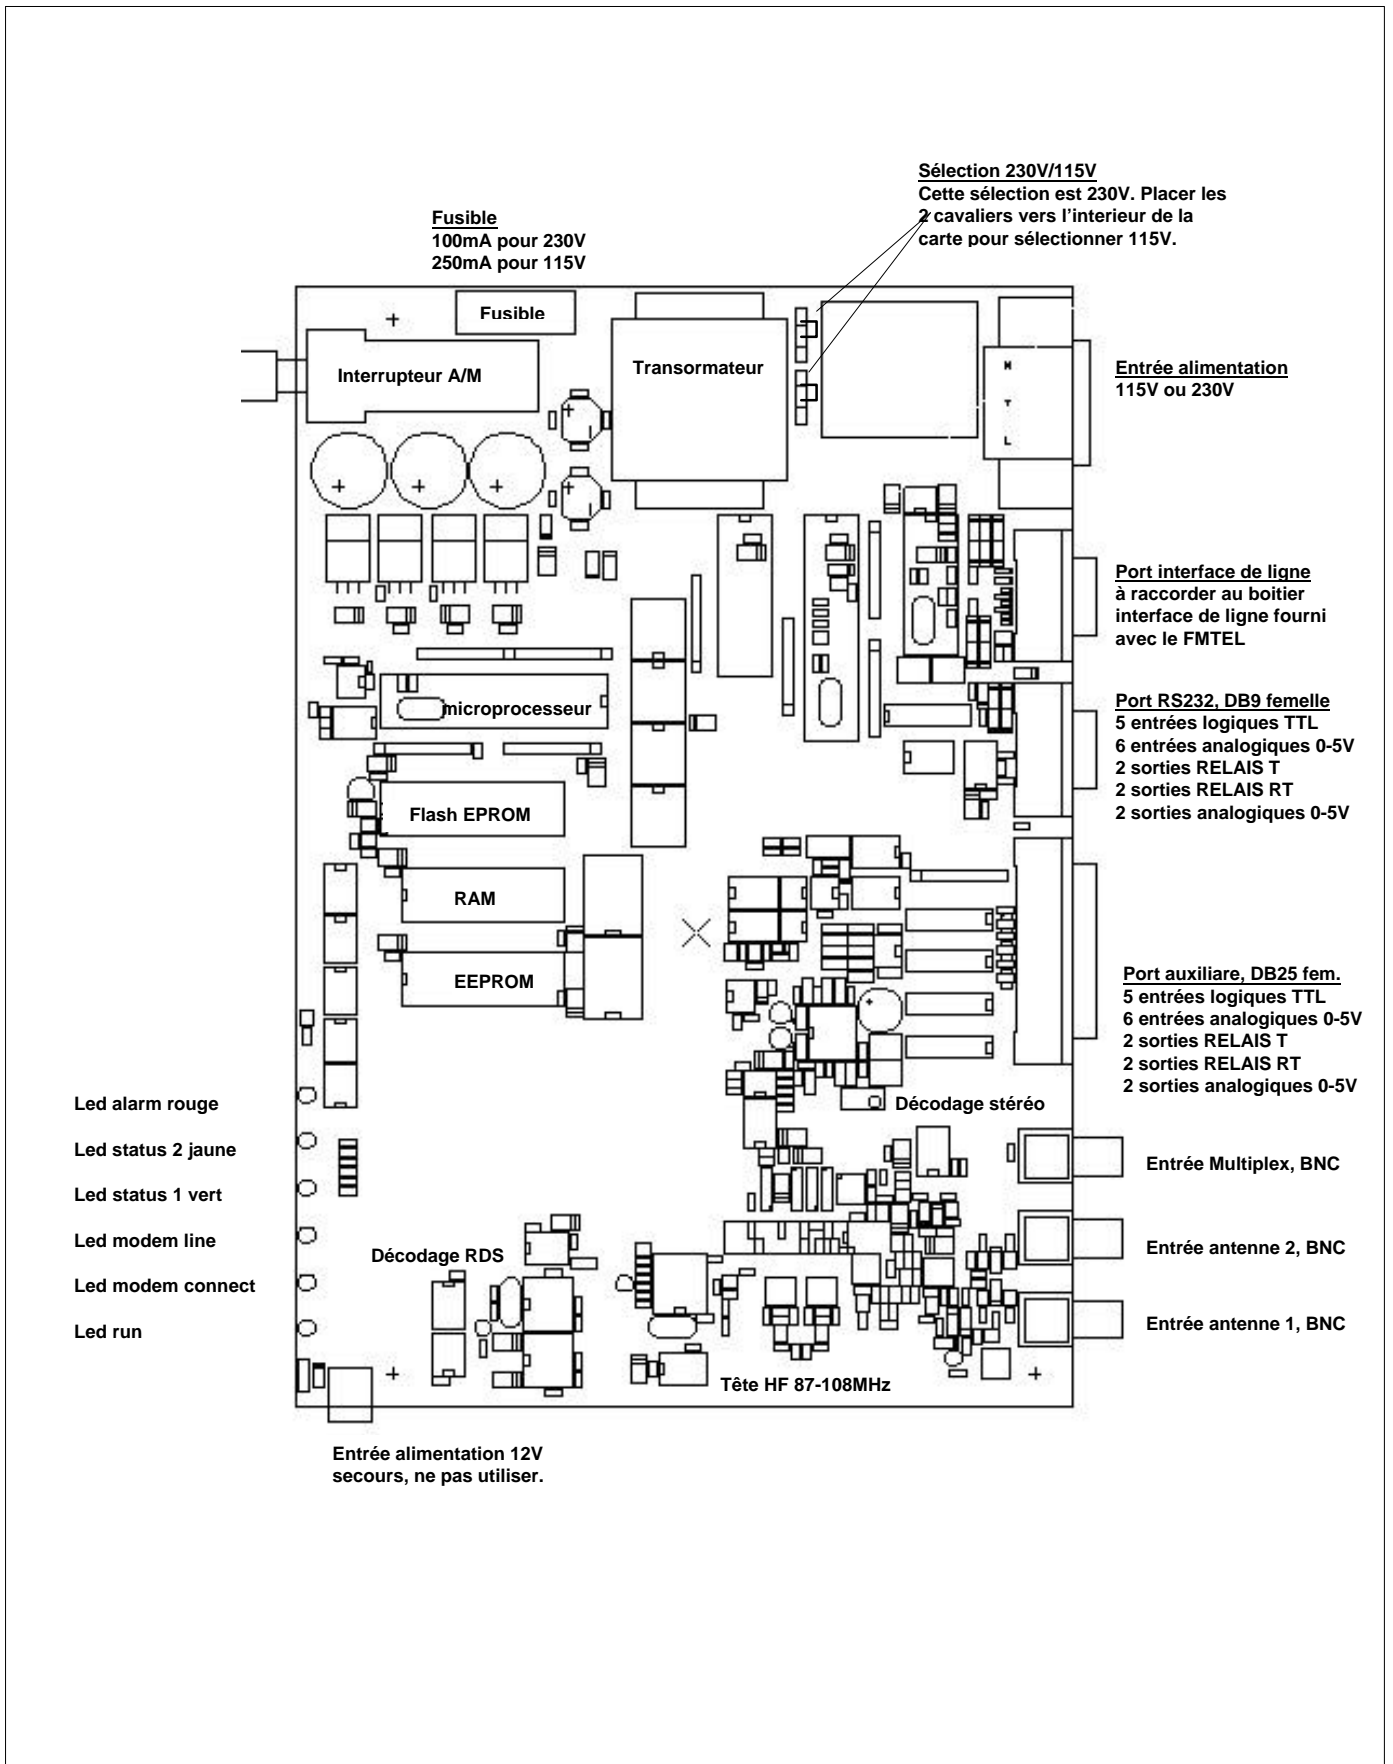 Sélection 230V/115V
Cette sélection est 230V. Placer les
2 cavaliers vers l'interieur de la
carte pour sélectionner 115V.
Fusible
100mA pour 230V
250mA pour 115V
Fusible
Interrupteur A/M
Transormateur
N
T
L
Entrée alimentation
115V ou 230V
Port interface de ligne
à raccorder au boitier
interface de ligne fourni
avec le FMTEL
microprocesseur
Port RS232, DB9 femelle
5 entrées logiques TTL
6 entrées analogiques 0-5V
2 sorties RELAIS T
2 sorties RELAIS RT
2 sorties analogiques 0-5V
Flash EPROM
RAM
EEPROM
Port auxiliare, DB25 fem.
5 entrées logiques TTL
6 entrées analogiques 0-5V
2 sorties RELAIS T
2 sorties RELAIS RT
2 sorties analogiques 0-5V
Led alarm rouge
Led status 2 jaune
Led status 1 vert
Led modem line
Led modem connect
Led run
Décodage stéréo
Entrée Multiplex, BNC
Entrée antenne 2, BNC
Entrée antenne 1, BNC
Décodage RDS
Tête HF 87-108MHz
Entrée alimentation 12V
secours, ne pas utiliser.